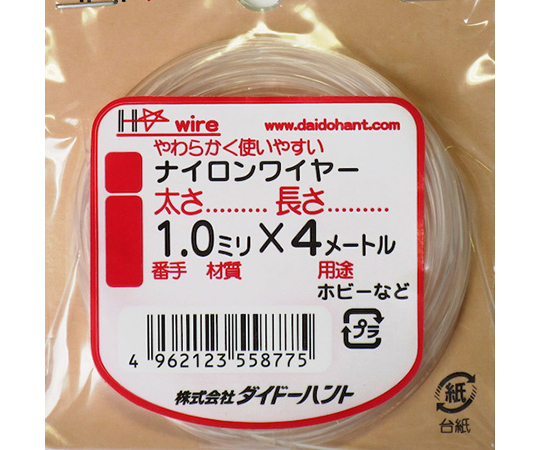 H☆ wire www.daidohant.com
やわらかく使いやすい
ナイロンワイヤー
太さ......... 長さ.........
1.0ミリ×4メートル
番手 材質 用途
ホビーなど
プラ
4 962123 558775
株式会社ダイドーハント
紙
台紙